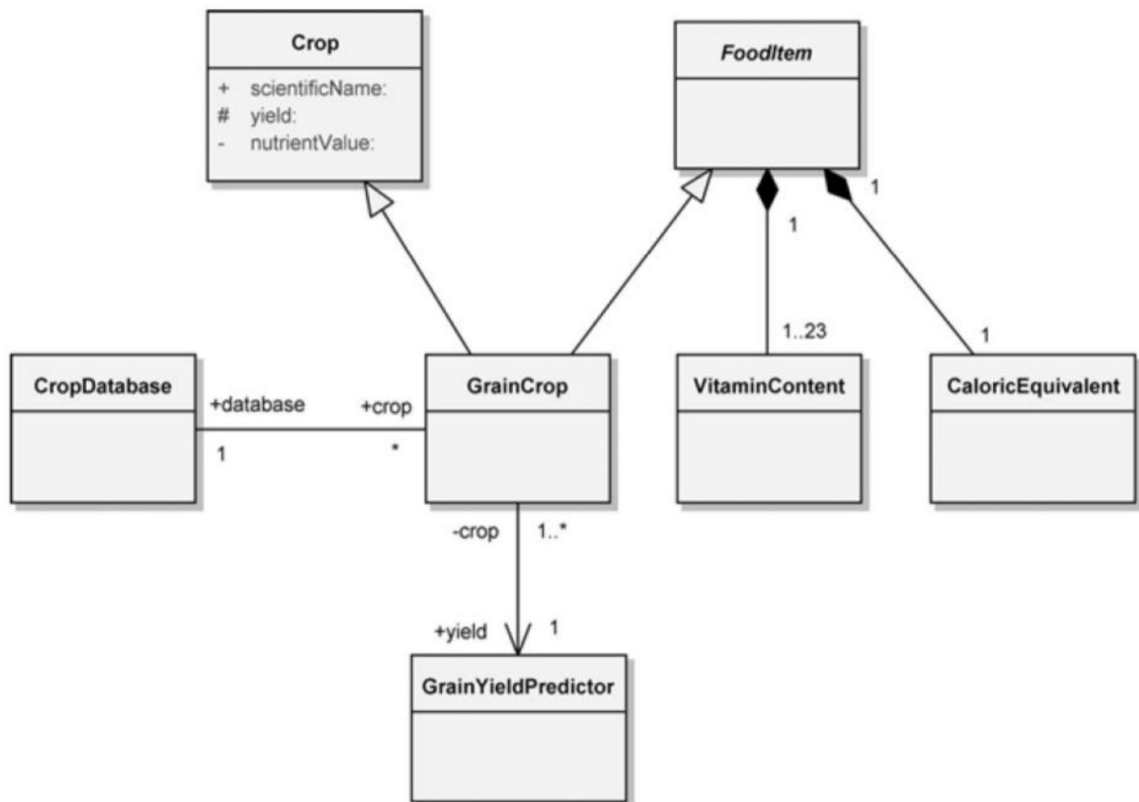 Crop
+ scientificName:
# yield:
- nutrientValue:
FoodItem
1
1
1..23
1
CropDatabase
+database
+crop
1
*
GrainCrop
VitaminContent
CaloricEquivalent
-crop
1..*
+yield
1
GrainYieldPredictor